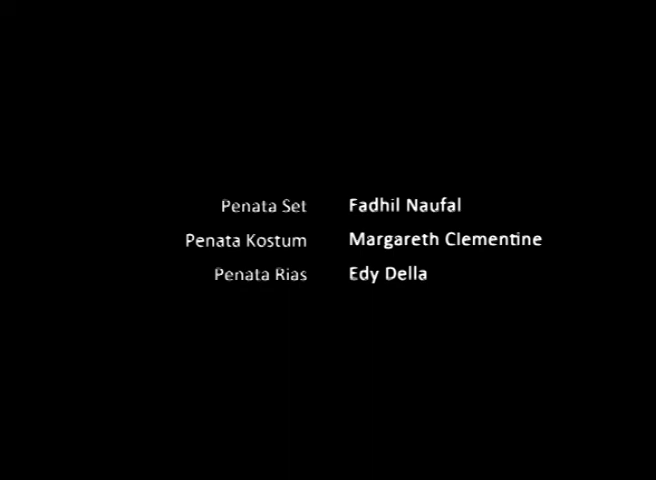 Penata Set Fadhil Naufal
Penata Kostum Margareth Clementine
Penata Rias Edy Della